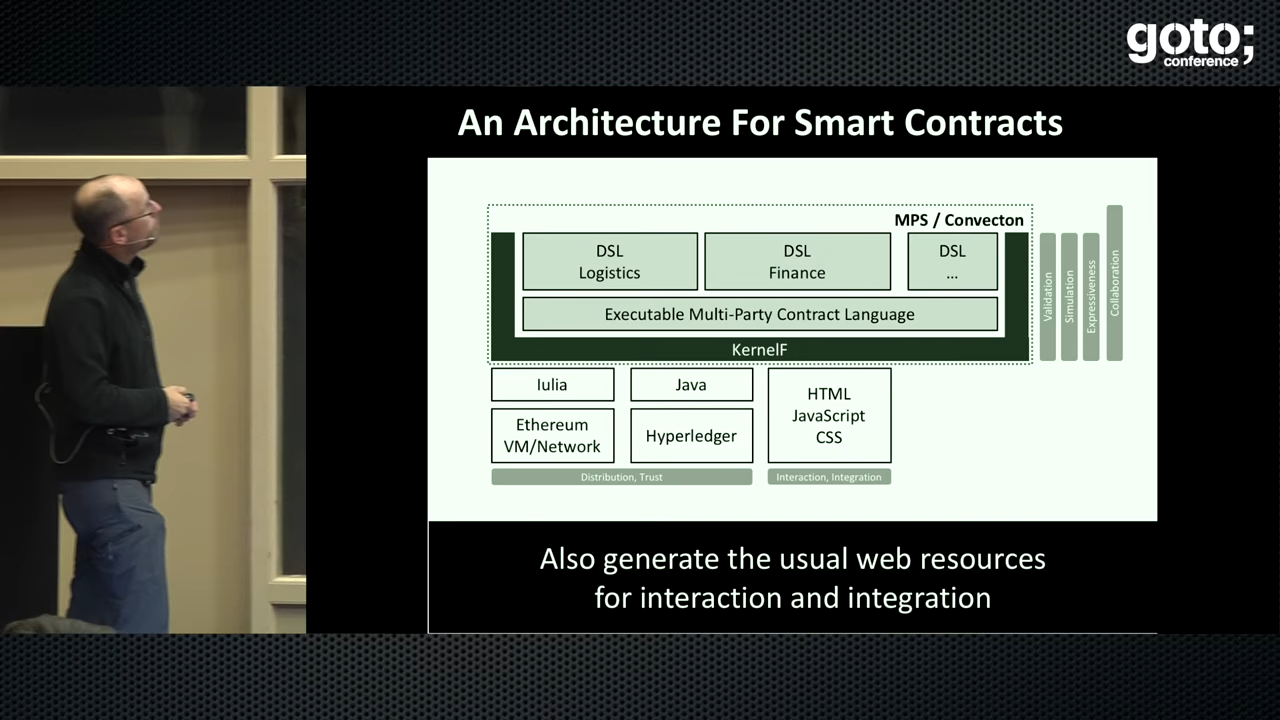 goto;
conference
An Architecture For Smart Contracts
MPS / Convecton
DSL
Logistics
DSL
Finance
DSL
...
Executable Multi-Party Contract Language
KernelF
Validation
Simulation
Expressiveness
Collaboration
Iulia
Java
HTML
JavaScript
CSS
Ethereum
VM/Network
Hyperledger
Distribution, Trust
Interaction, Integration
Also generate the usual web resources
for interaction and integration